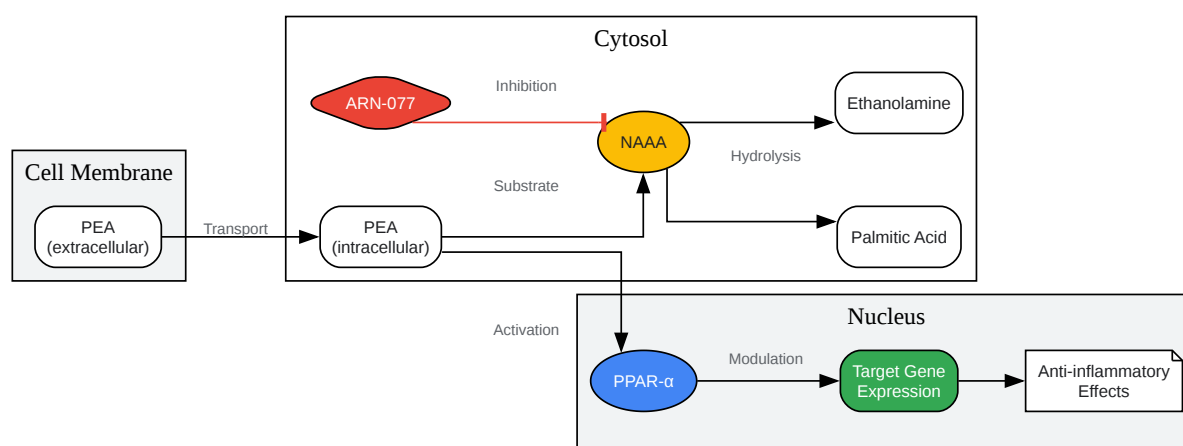 Cytosol
ARN-077
Inhibition
NAAA
Ethanolamine
Hydrolysis
Cell Membrane
PEA
(extracellular)
Transport
Substrate
PEA
(intracellular)
Palmitic Acid
Nucleus
Activation
PPAR-α
Modulation
Target Gene
Expression
Anti-inflammatory
Effects